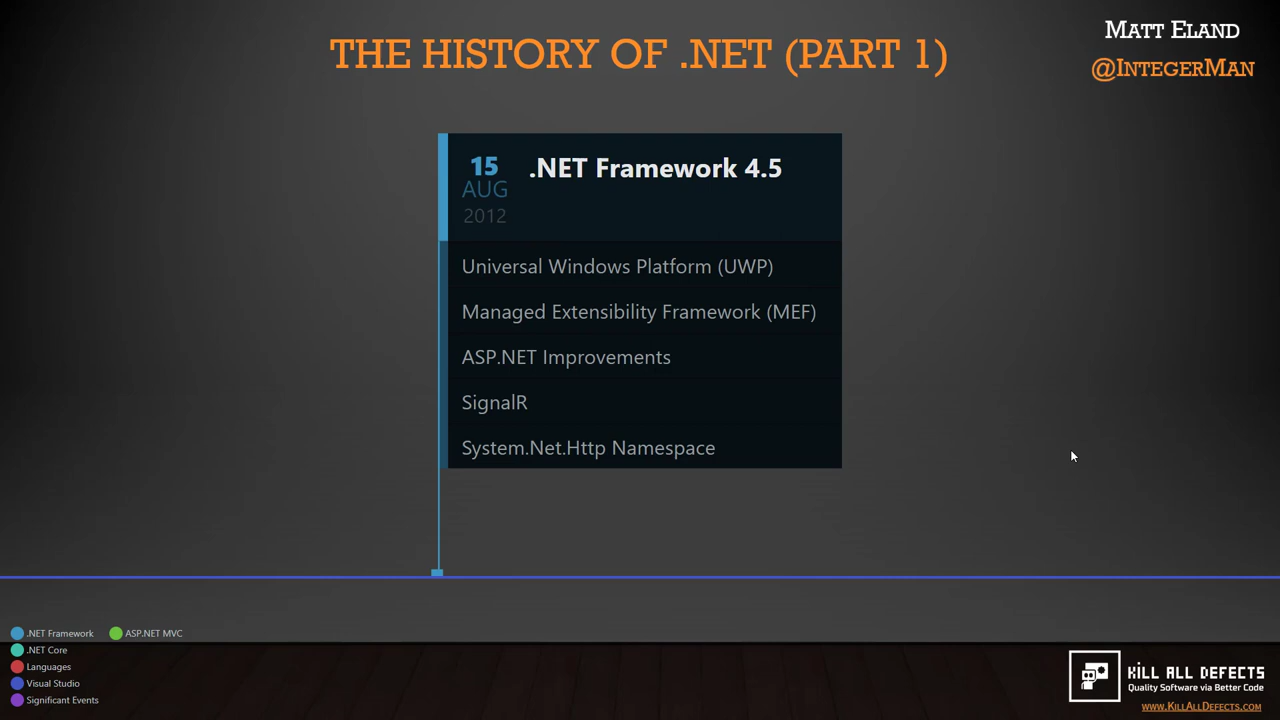 THE HISTORY OF .NET (PART 1)
MATT ELAND
@INTEGERMAN
15
AUG
2012
.NET Framework 4.5
Universal Windows Platform (UWP)
Managed Extensibility Framework (MEF)
ASP.NET Improvements
SignalR
System.Net.Http Namespace
.NET Framework
ASP.NET MVC
.NET Core
Languages
Visual Studio
Significant Events
KILL ALL DEFECTS
Quality Software via Better Code
WWW.KILLALLDEFECTS.COM